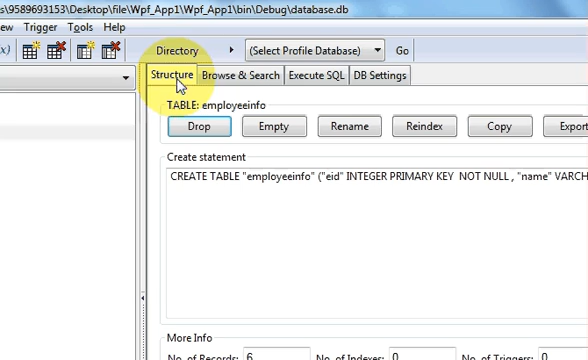 s\9589693153\Desktop\file\Wpf_App1\Wpf_App1\bin\Debug\database.db
ew Trigger Tools Help
(x) Directory (Select Profile Database) Go
Structure Browse & Search Execute SQL DB Settings
TABLE: employeeinfo
Drop Empty Rename Reindex Copy Export
Create statement
CREATE TABLE "employeeinfo" ("eid" INTEGER PRIMARY KEY NOT NULL , "name" VARCH
More Info
No. of Records: 6 No. of Indexes: 0 No. of Triggers: 0